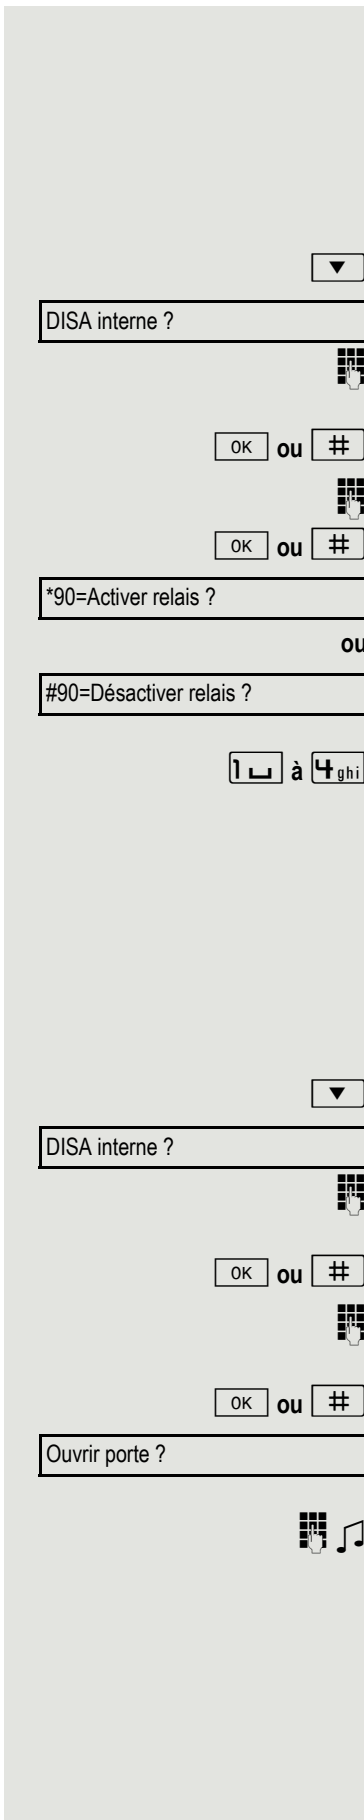 DISA interne ?
OK ou #
OK ou #
*90=Activer relais ?
ou
#90=Désactiver relais ?
1 à 4 ghi
DISA interne ?
OK ou #
OK ou #
Ouvrir porte ?